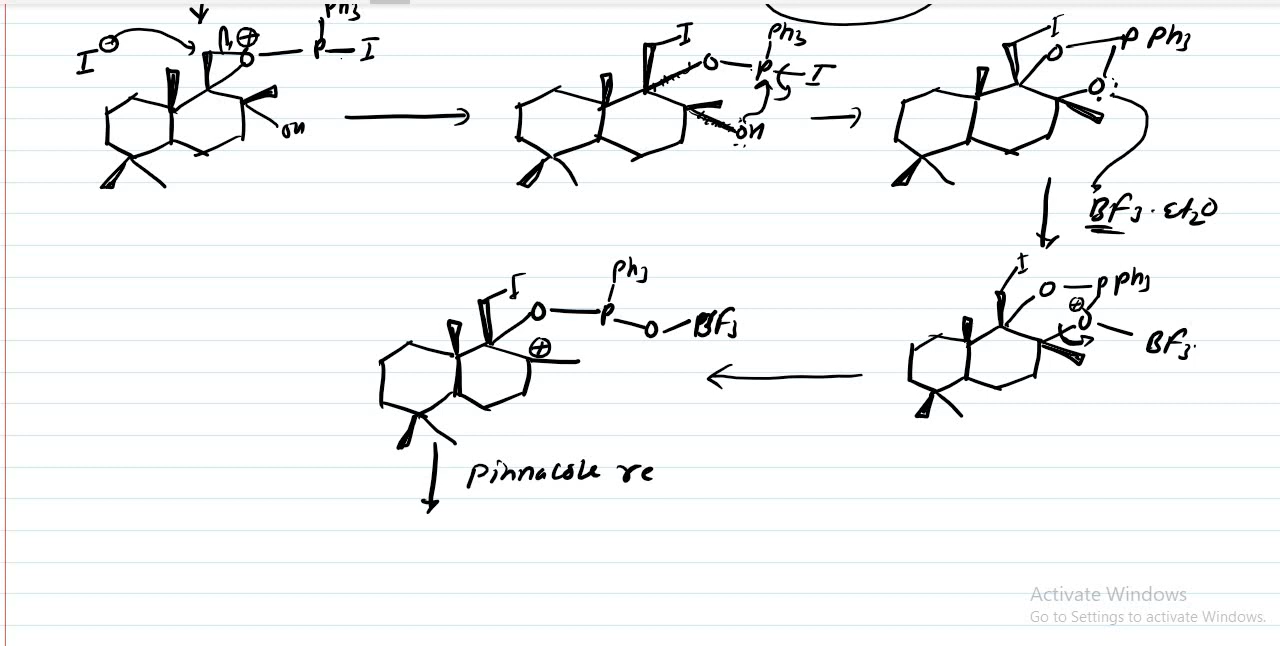 Ph3
I ⊖ ⊕ O P I
OH
I
Ph3
O P I
OH
I
O P Ph3
O
BF3 · Et2O
I
O P Ph3
⊕ O
BF3
Ph3
I
O P
O BF3
⊕
Pinnacole re
Activate Windows
Go to Settings to activate Windows.